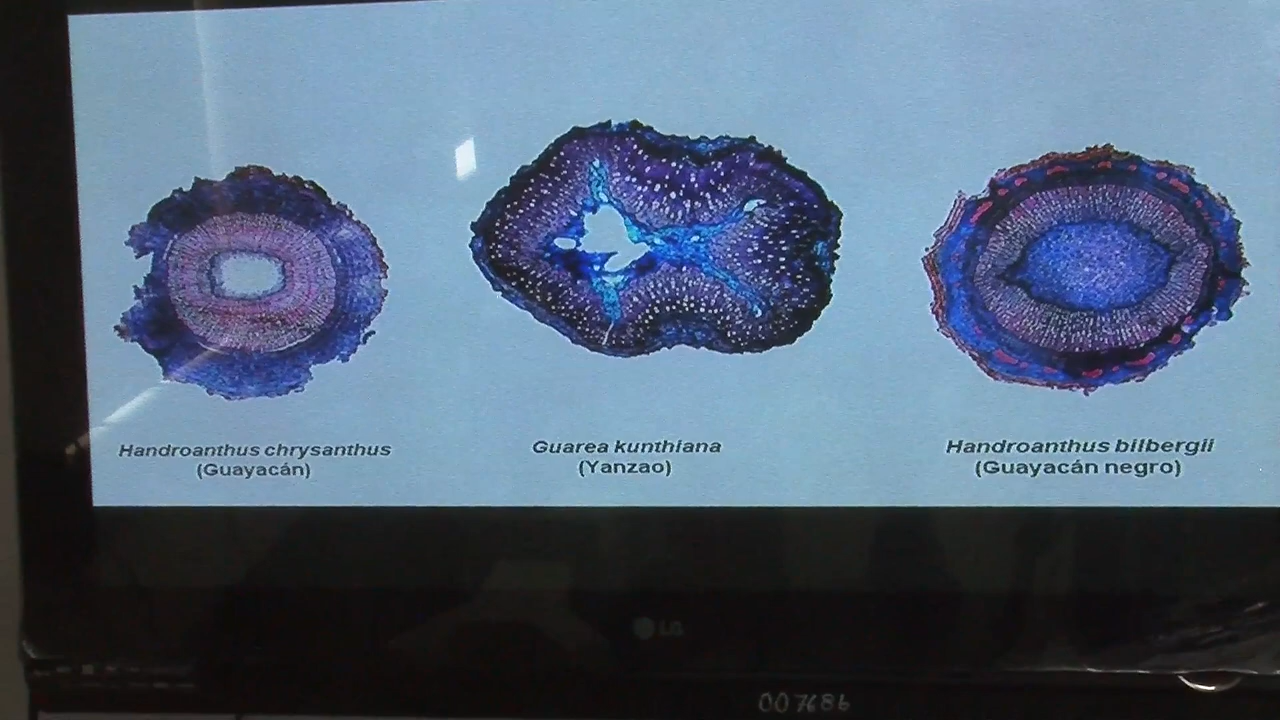 Handroanthus chrysanthus
(Guayacán)
Guarea kunthiana
(Yanzao)
Handroanthus bilbergii
(Guayacán negro)
LG
007686